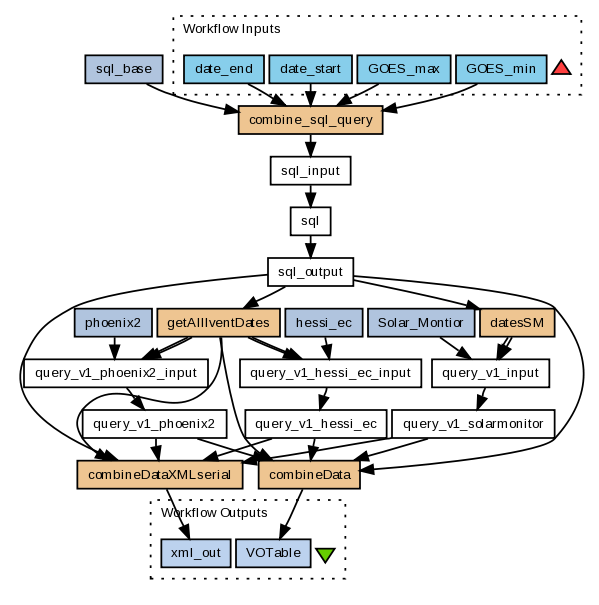 Workflow Inputs
sql_base
date_end
date_start
GOES_max
GOES_min
combine_sql_query
sql_input
sql
sql_output
phoenix2
getAllIventDates
hessi_ec
Solar_Montior
datesSM
query_v1_phoenix2_input
query_v1_hessi_ec_input
query_v1_input
query_v1_phoenix2
query_v1_hessi_ec
query_v1_solarmonitor
combineDataXMLserial
combineData
Workflow Outputs
xml_out
VOTable